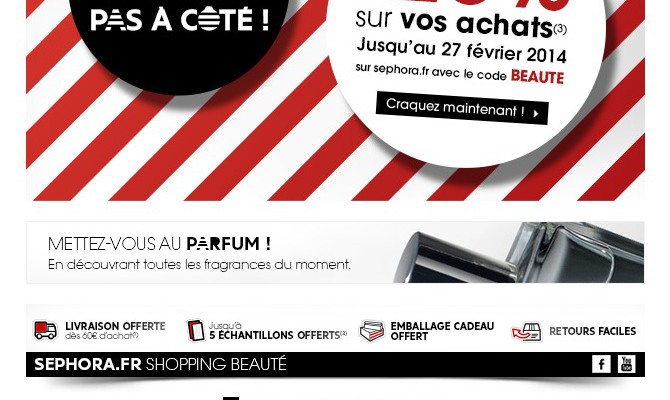 PAS À CÔTÉ !
sur vos achats(3)
Jusqu'au 27 février 2014
sur sephora.fr avec le code BEAUTE
Craquez maintenant !
METTEZ-VOUS AU PARFUM !
En découvrant toutes les fragrances du moment.
LIVRAISON OFFERTE
dès 60€ d'achat(1)
Jusqu'à
5 ÉCHANTILLONS OFFERTS(2)
EMBALLAGE CADEAU
OFFERT
RETOURS FACILES
SEPHORA.FR SHOPPING BEAUTÉ
f
You Tube